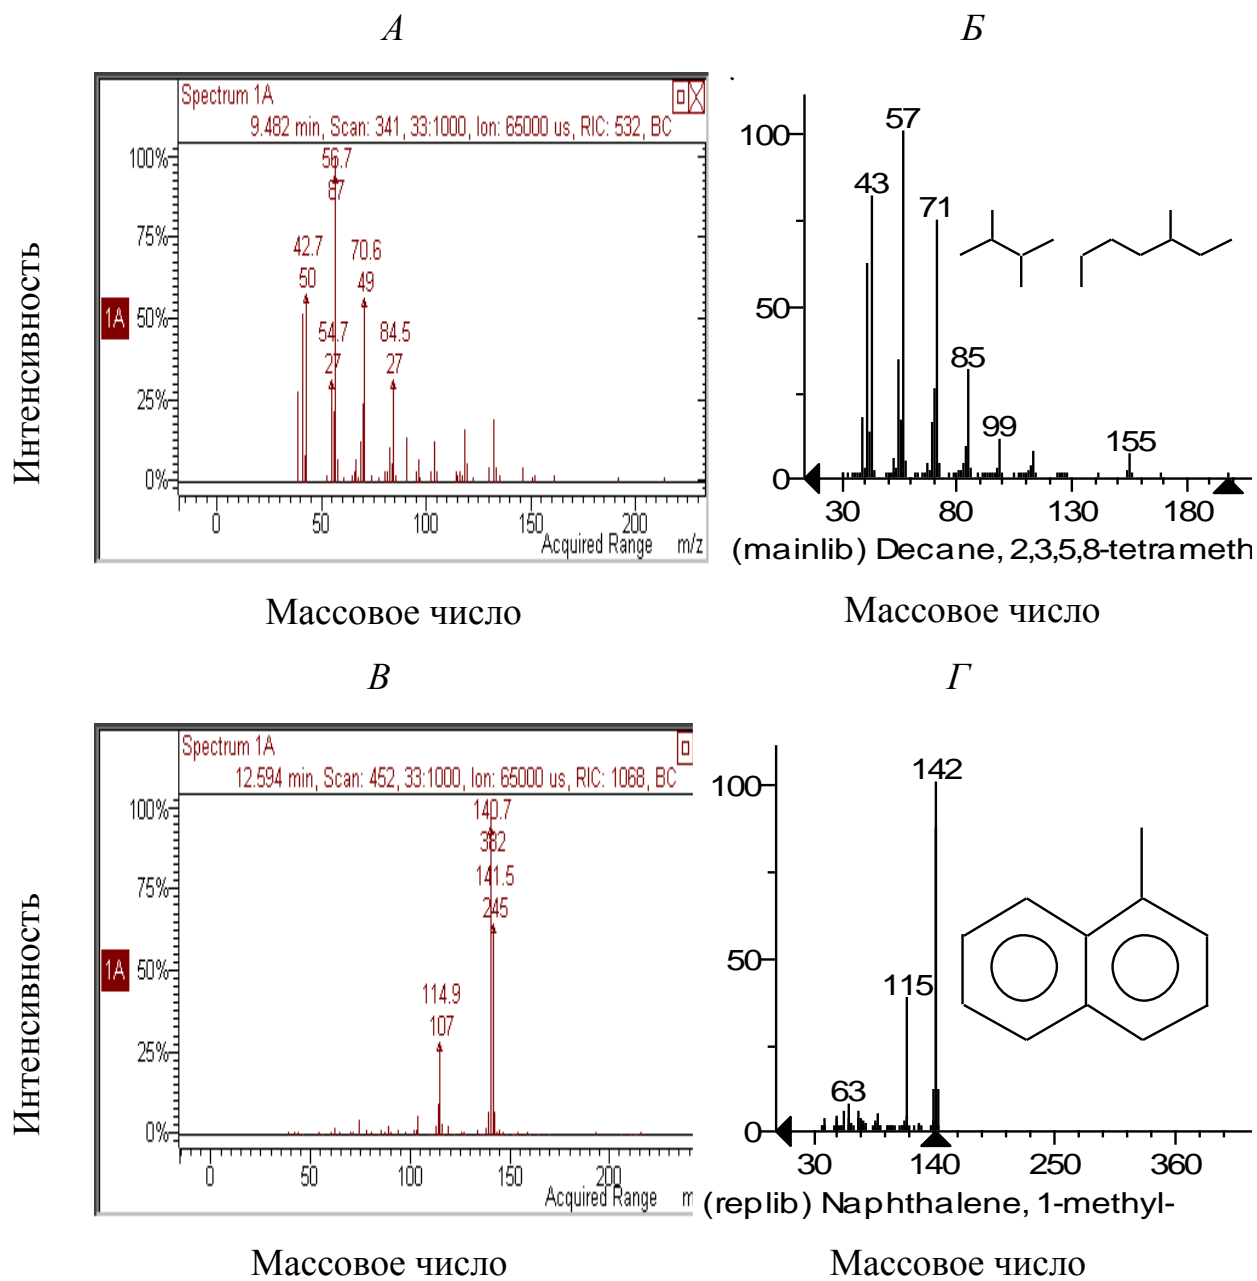 А
Б
Spectrum 1A
9.482 min, Scan: 341, 33:1000, Ion: 65000 us, RIC: 532, BC
100%
75%
50%
25%
0%
56.7
87
42.7
50
70.6
49
54.7
27
84.5
27
1A
0
50
100
150
200
Acquired Range
m/z
Интенсивность
Массовое число
100
50
0
57
43
71
85
99
155
30
80
130
180
(mainlib) Decane, 2,3,5,8-tetrameth
Массовое число
В
Г
Spectrum 1A
12.594 min, Scan: 452, 33:1000, Ion: 65000 us, RIC: 1068, BC
100%
75%
50%
25%
0%
140.7
382
141.5
245
114.9
107
1A
0
50
100
150
200
Acquired Range
m
Интенсивность
Массовое число
100
50
0
142
115
63
30
140
250
360
(replib) Naphthalene, 1-methyl-
Массовое число